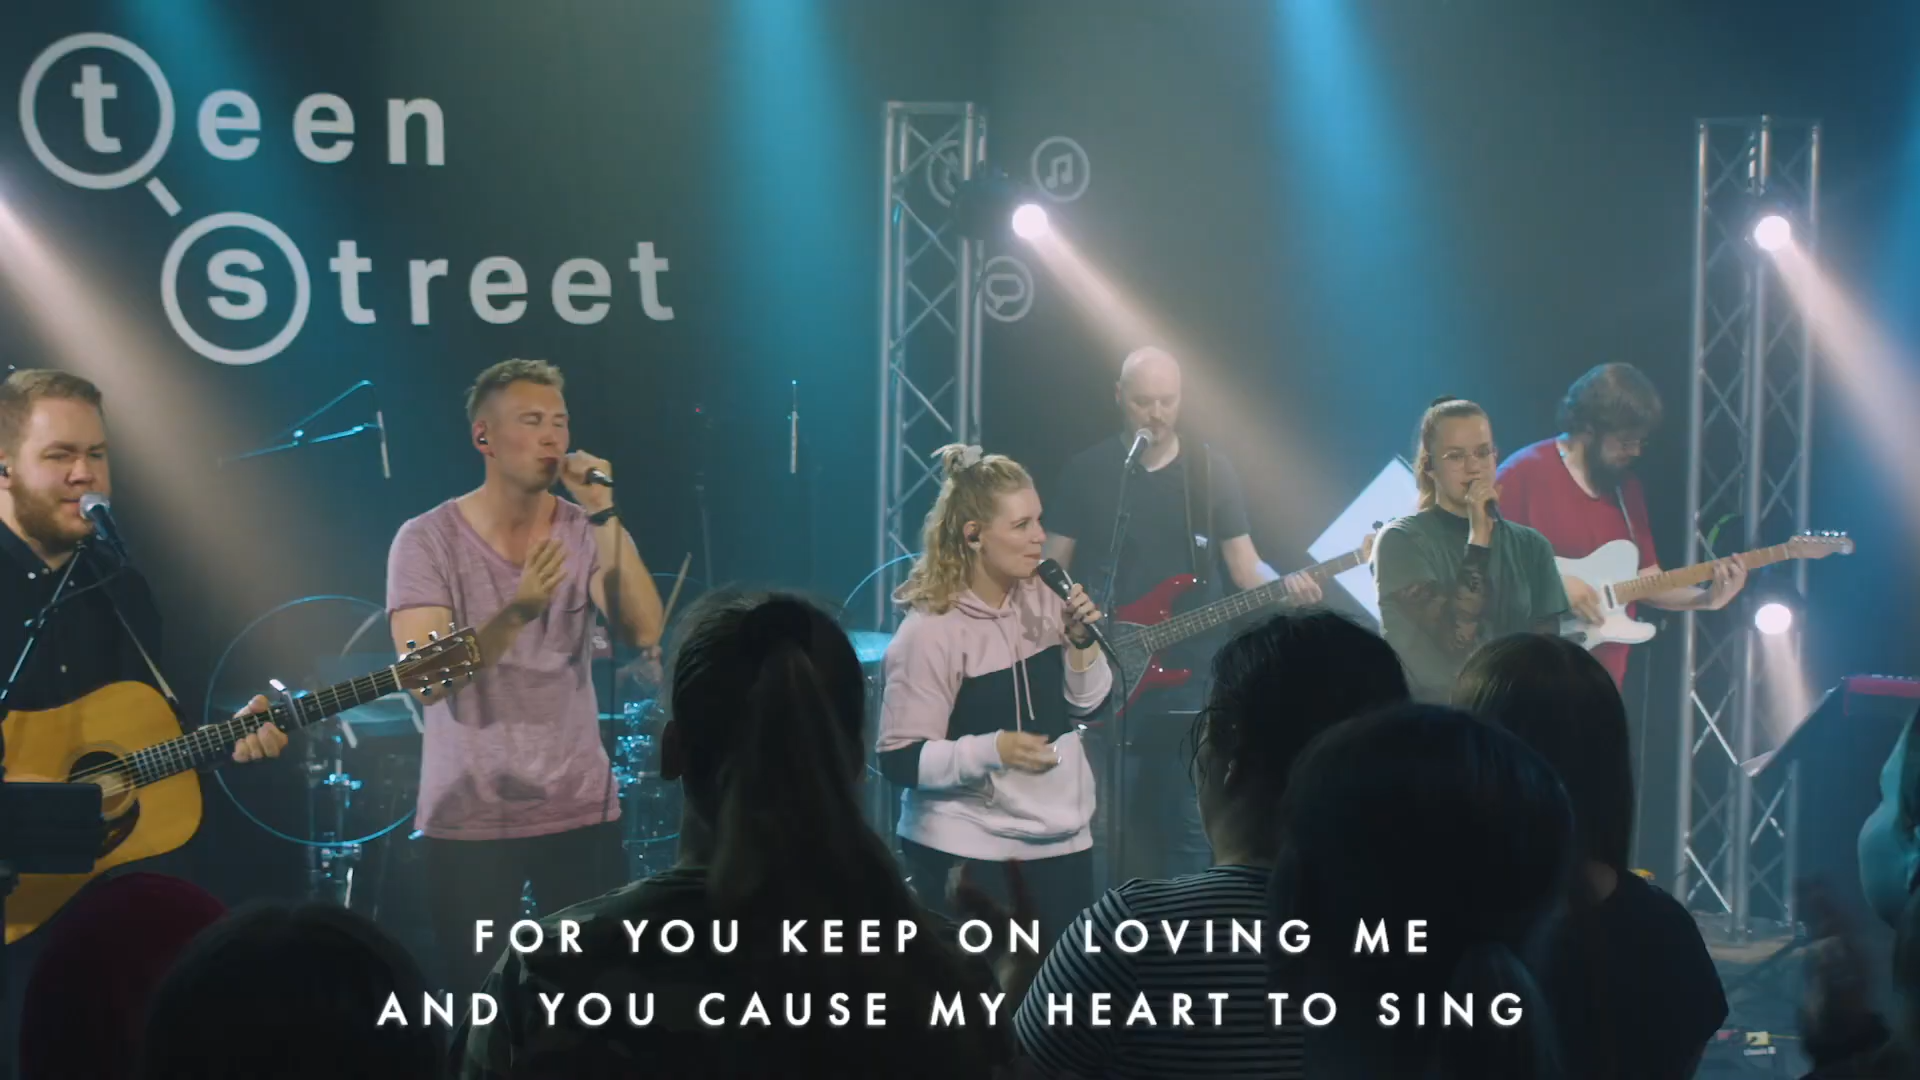 teen
street
FOR YOU KEEP ON LOVING ME
AND YOU CAUSE MY HEART TO SING